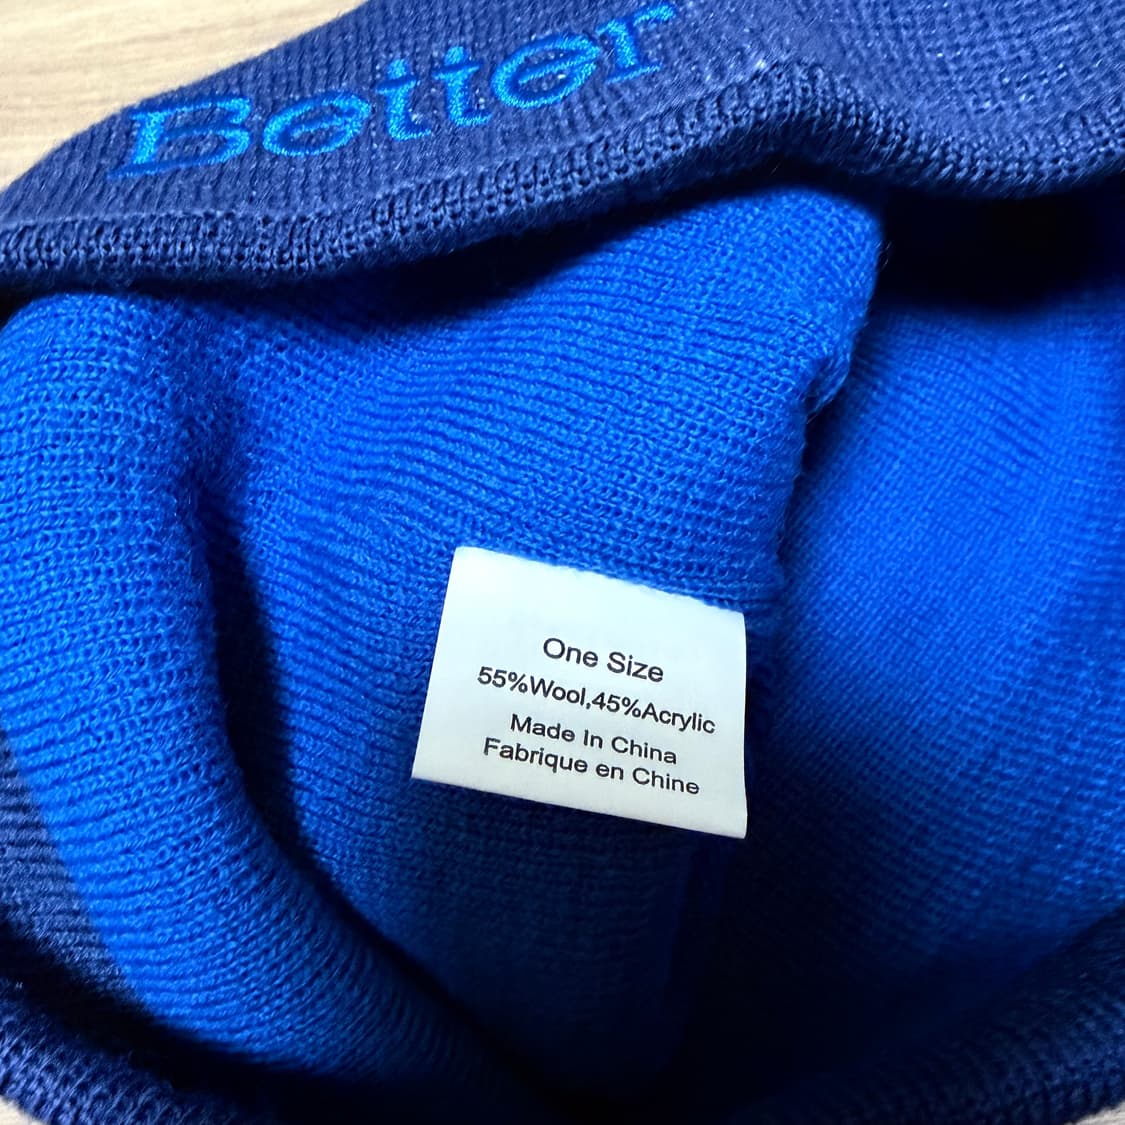 Better
One Size
55%Wool,45%Acrylic
Made In China
Fabrique en Chine